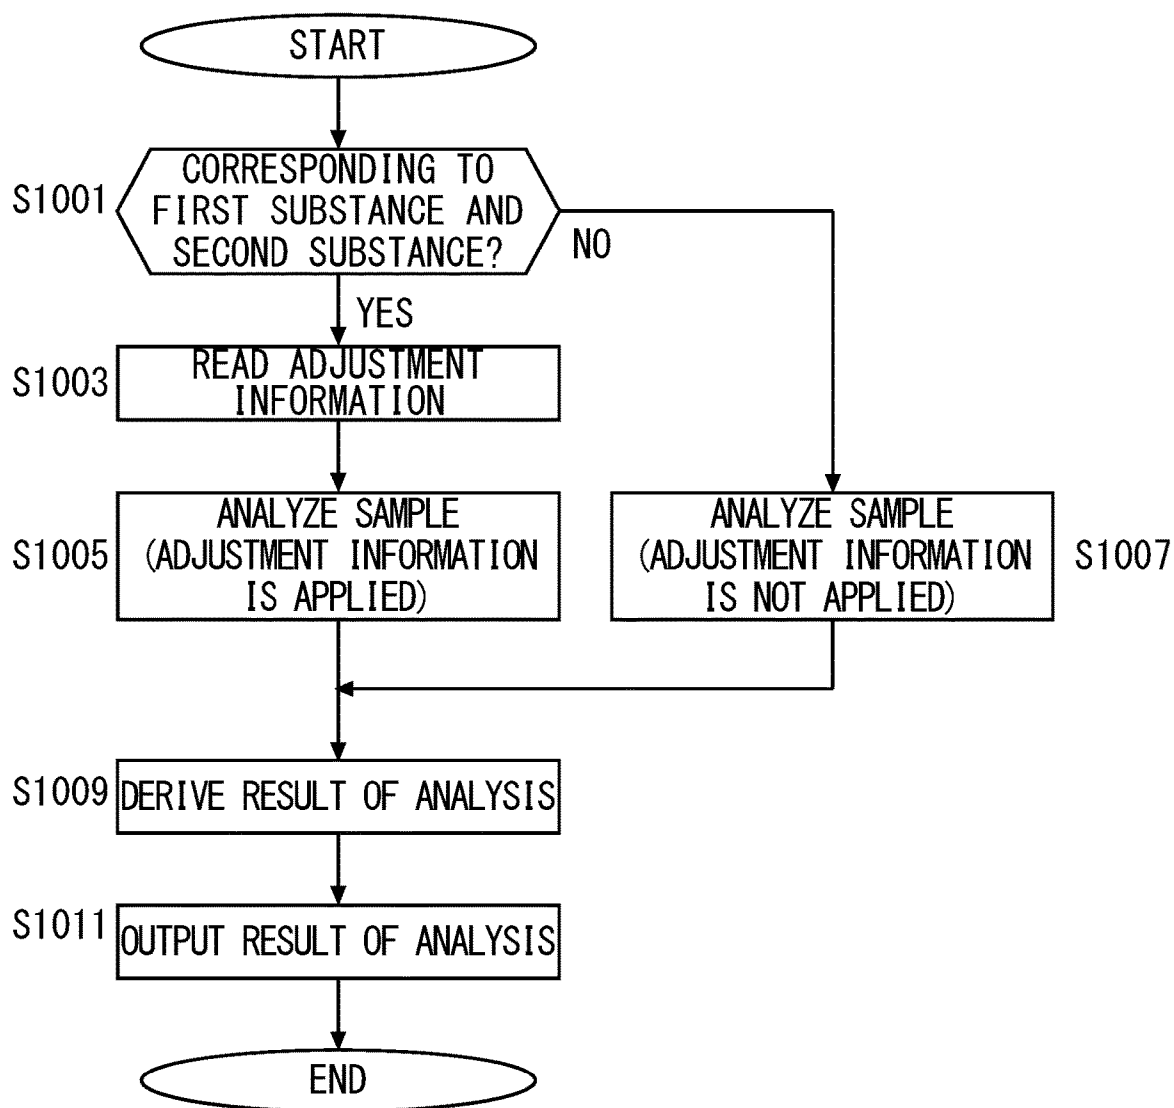 START
S1001
CORRESPONDING TO
FIRST SUBSTANCE AND
SECOND SUBSTANCE?
NO
YES
S1003
READ ADJUSTMENT
INFORMATION
S1005
ANALYZE SAMPLE
(ADJUSTMENT INFORMATION
IS APPLIED)
ANALYZE SAMPLE
(ADJUSTMENT INFORMATION
IS NOT APPLIED)
S1007
S1009
DERIVE RESULT OF ANALYSIS
S1011
OUTPUT RESULT OF ANALYSIS
END